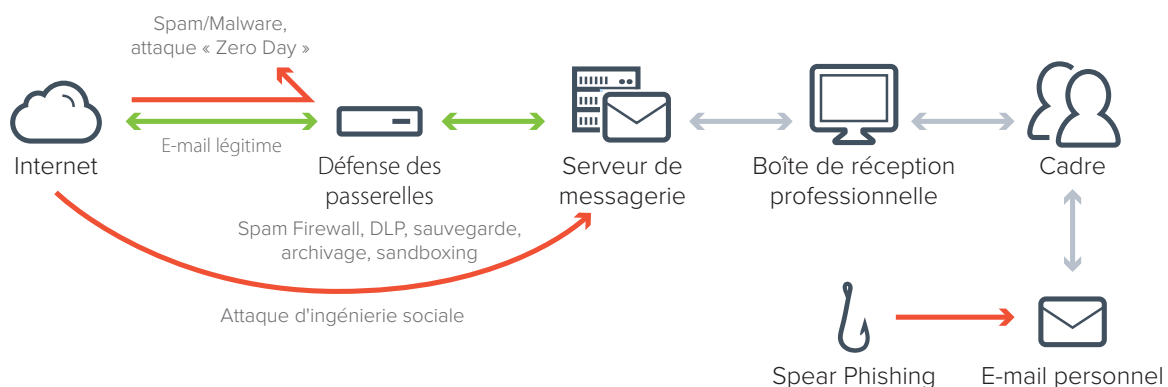 Spam/Malware,
attaque « Zero Day »
E-mail légitime
Internet
Défense des
passerelles
Serveur de
messagerie
Boîte de réception
professionnelle
Cadre
Spam Firewall, DLP, sauvegarde,
archivage, sandboxing
Attaque d'ingénierie sociale
Spear Phishing
E-mail personnel